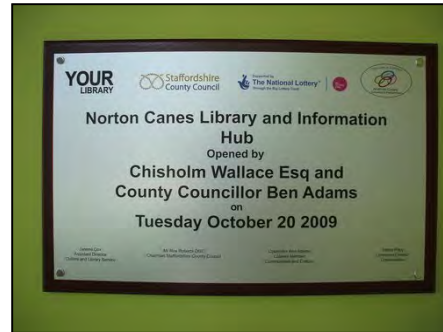 YOUR
LIBRARY
Staffordshire
County Council
The National Lottery
Norton Canes Library and Information
Hub
Opened by
Chisholm Wallace Esq and
County Councillor Ben Adams
on
Tuesday October 20 2009